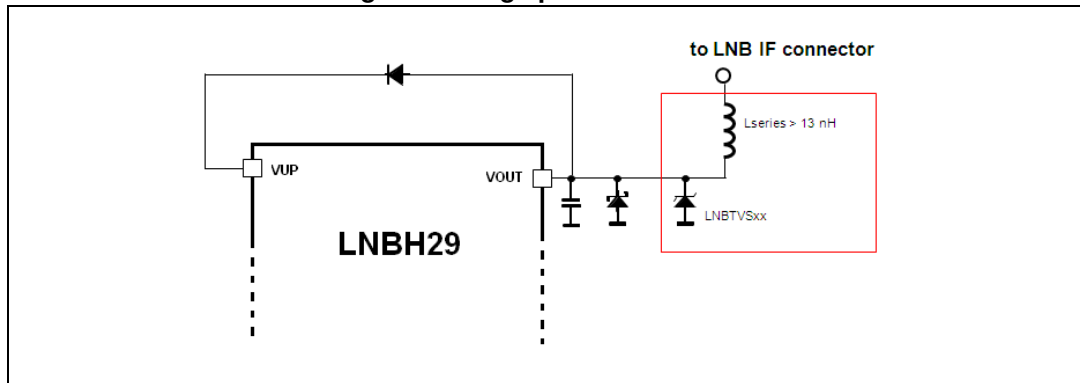 to LNB IF connector
Lseries > 13 nH
VUP
VOUT
LNBTVSxx
LNBH29